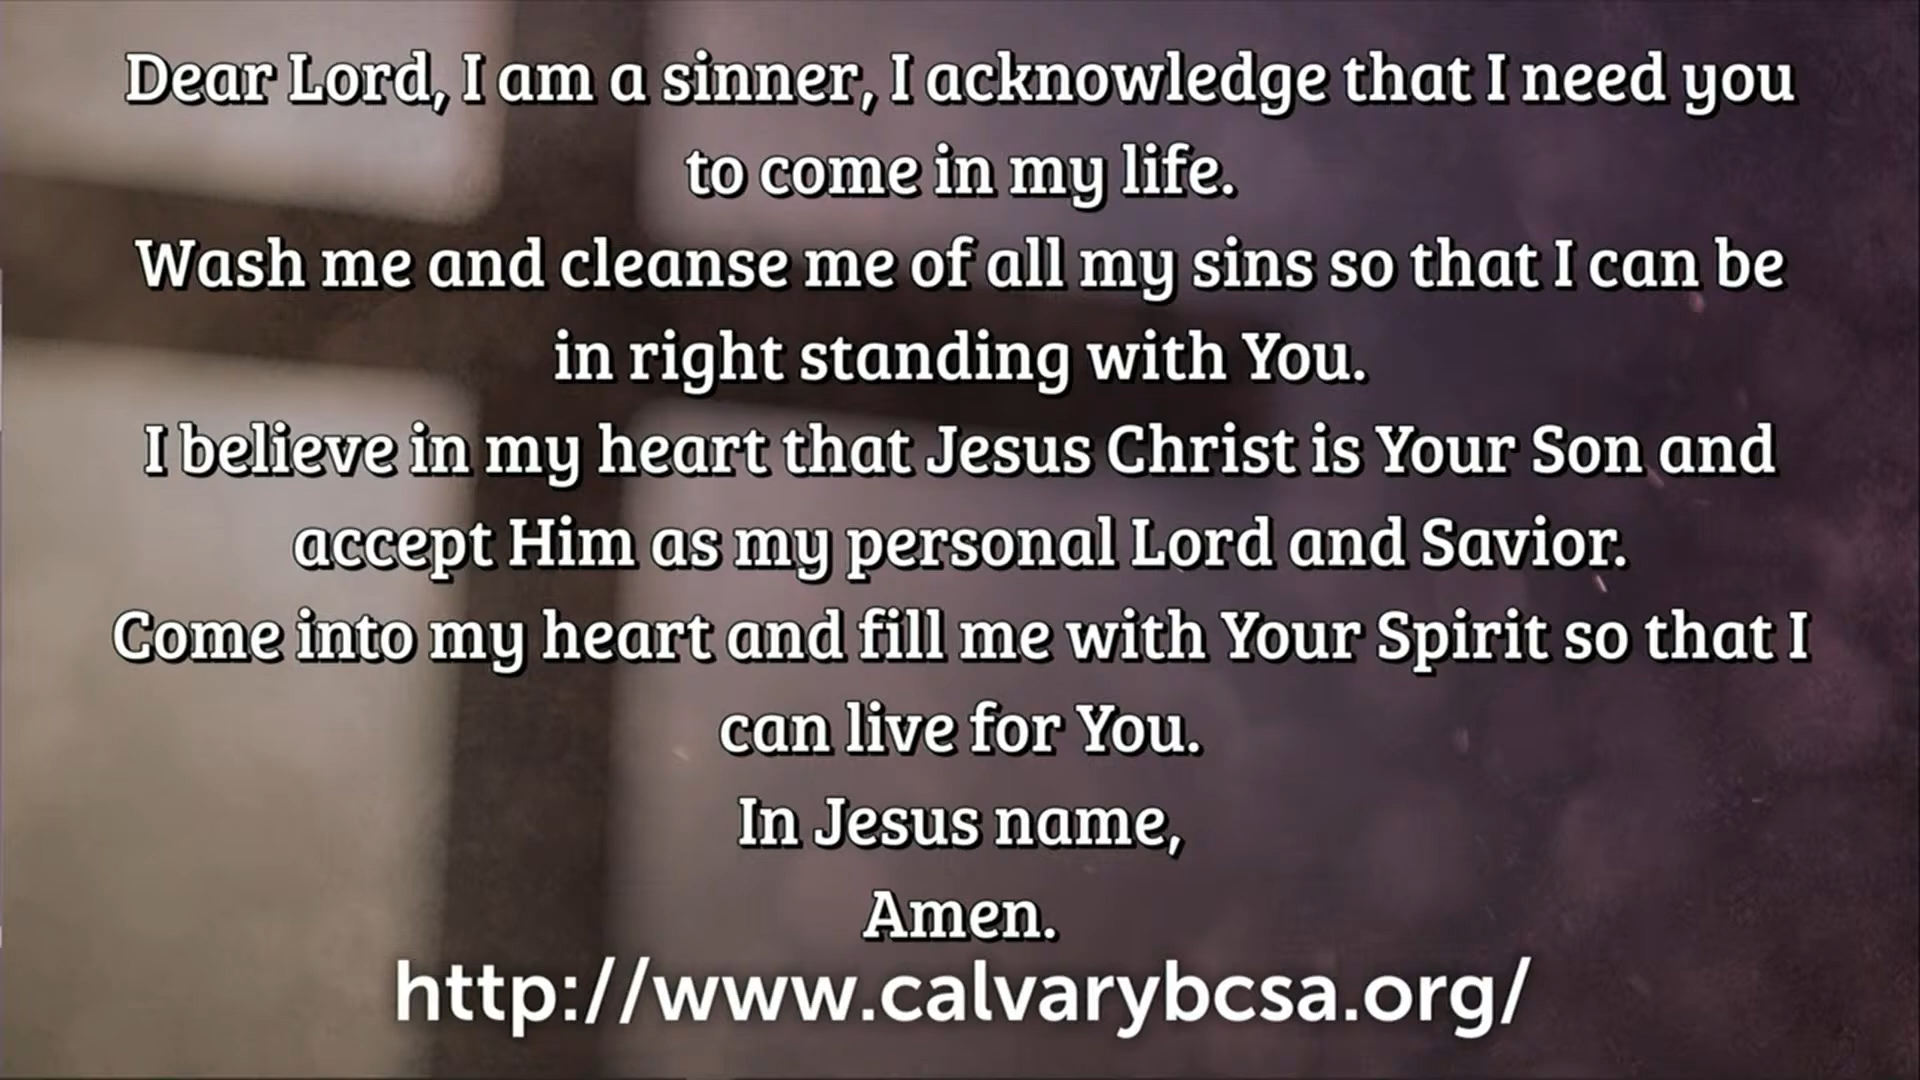 Dear Lord, I am a sinner, I acknowledge that I need you
to come in my life.
Wash me and cleanse me of all my sins so that I can be
in right standing with You.
I believe in my heart that Jesus Christ is Your Son and
accept Him as my personal Lord and Savior.
Come into my heart and fill me with Your Spirit so that I
can live for You.
In Jesus name,
Amen.
http://www.calvarybcsa.org/